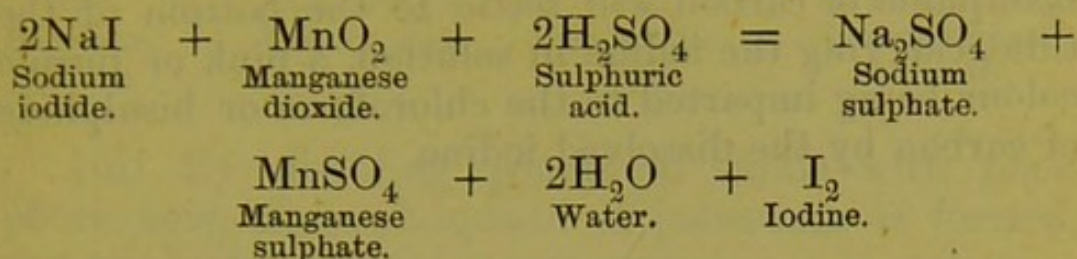 2NaI + MnO₂ + 2H₂SO₄ = Na₂SO₄ +
Sodium Manganese Sulphuric Sodium
iodide. dioxide. acid. sulphate.
MnSO₄ + 2H₂O + I₂
Manganese Water. Iodine.
sulphate.